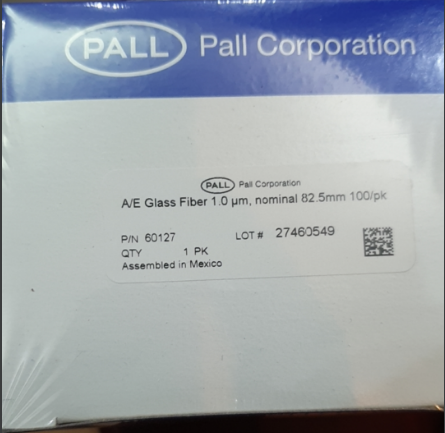 PALL Pall Corporation
PALL Pall Corporation
A/E Glass Fiber 1.0 µm, nominal 82.5mm 100/pk
P/N 60127 LOT # 27460549
QTY 1 PK
Assembled in Mexico